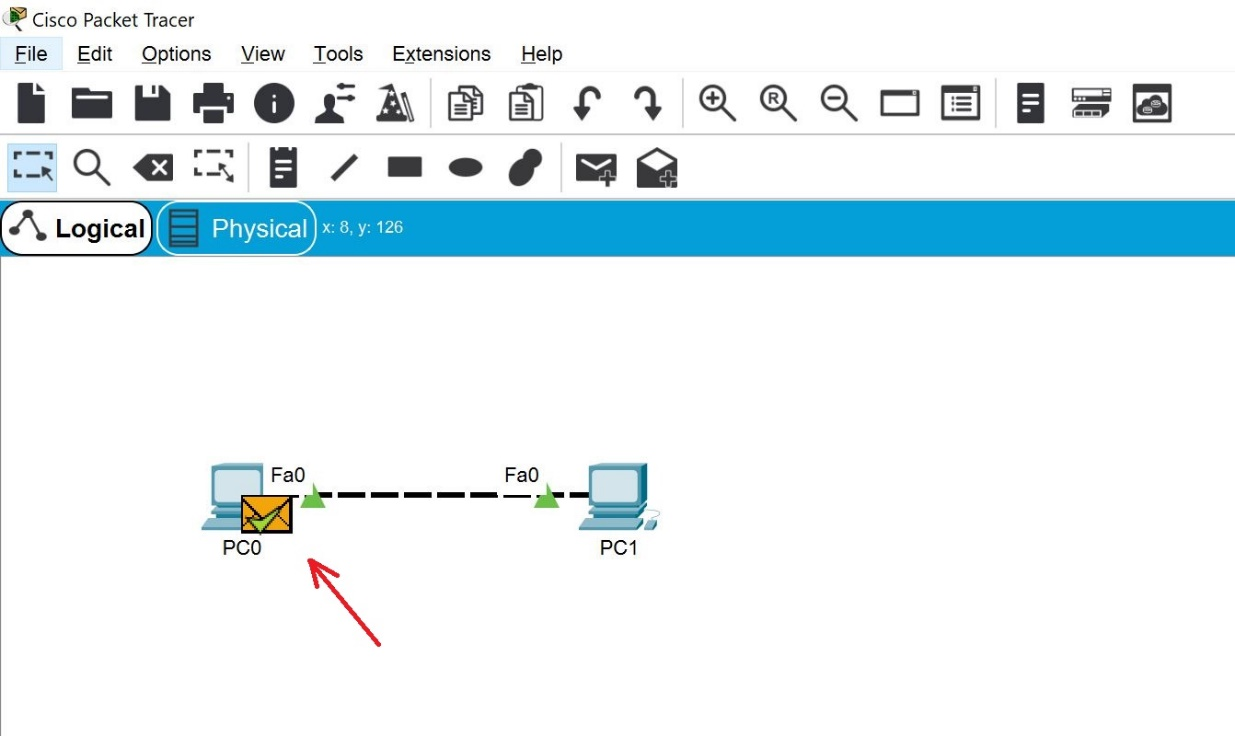 Cisco Packet Tracer
File Edit Options View Tools Extensions Help
R
Logical Physical x: 8, y: 126
Fa0 Fa0
PC0 PC1